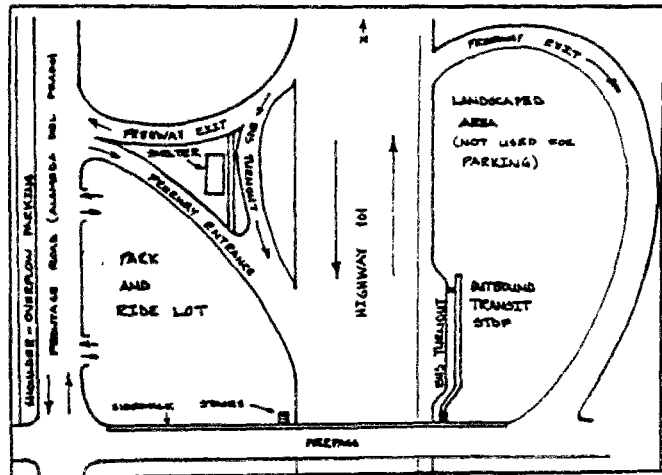 N
FREEWAY EXIT
FREEWAY EXIT
BUS TURNOUT
SHELTER
FREEWAY ENTRANCE
LANDSCAPED
AREA
(NOT USED FOR
PARKING)
SHOULDER - OVERFLOW PARKING
FRONTAGE ROAD (ALAMEDA DEL PRADO)
PARK
AND
RIDE LOT
HIGHWAY 101
BUS TURNOUT
OUTBOUND
TRANSIT
STOP
SIDEWALK
STAIRS